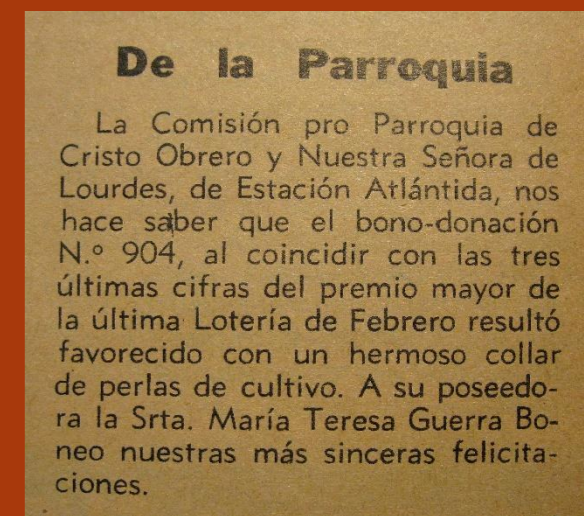 De la Parroquia
La Comisión pro Parroquia de
Cristo Obrero y Nuestra Señora de
Lourdes, de Estación Atlántida, nos
hace saber que el bono-donación
N.º 904, al coincidir con las tres
últimas cifras del premio mayor de
la última Lotería de Febrero resultó
favorecido con un hermoso collar
de perlas de cultivo. A su poseedo-
ra la Srta. María Teresa Guerra Bo-
neo nuestras más sinceras felicita-
ciones.